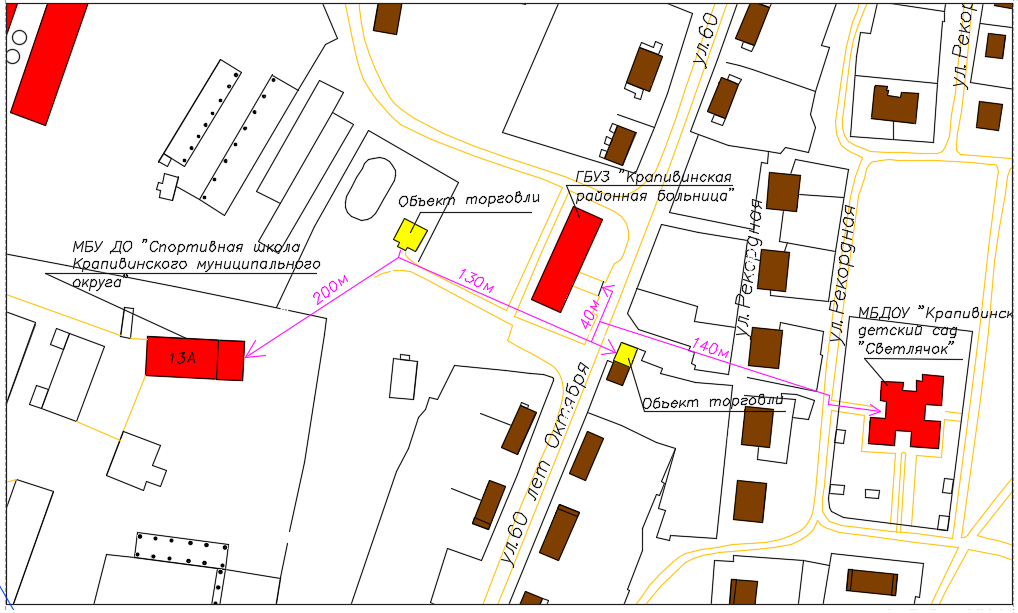 ул.60
ул. Рекор
ГБУЗ "Крапивинская
районная больница"
Объект торговли
МБУ ДО "Спортивная школа
Крапивинского муниципального
округа"
200м
130м
40м
ул. Рекордная
ул. Рекордная
МБДОУ "Крапивинск
детский сад
"Светлячок"
140м
13А
Объект торговли
ул.60 лет Октября